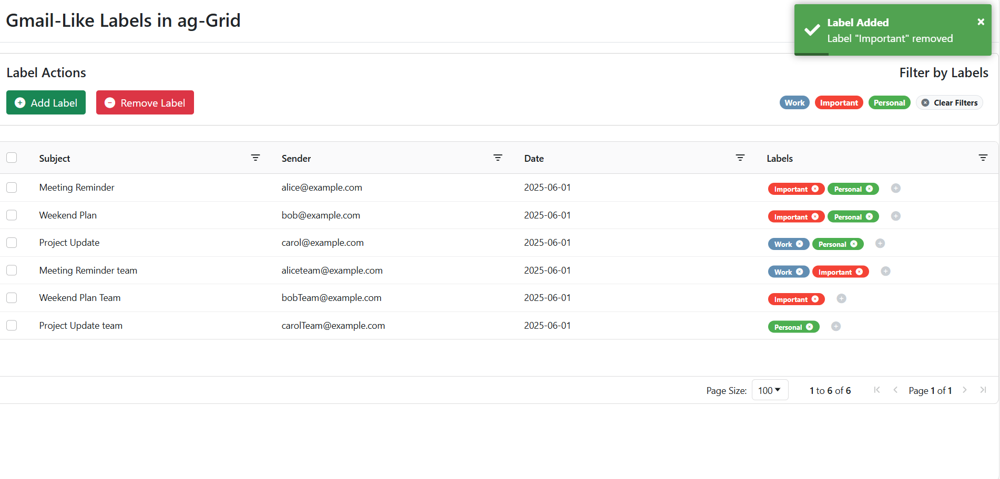 Gmail-Like Labels in ag-Grid
Label Added
Label "Important" removed
Label Actions
Filter by Labels
Add Label Remove Label
Work Important Personal Clear Filters
Subject Sender Date Labels
Meeting Reminder alice@example.com 2025-06-01 Important Personal
Weekend Plan bob@example.com 2025-06-01 Important Personal
Project Update carol@example.com 2025-06-01 Work Personal
Meeting Reminder team aliceteam@example.com 2025-06-01 Work Important
Weekend Plan Team bobTeam@example.com 2025-06-01 Important
Project Update team carolTeam@example.com 2025-06-01 Personal
Page Size: 100 1 to 6 of 6 Page 1 of 1